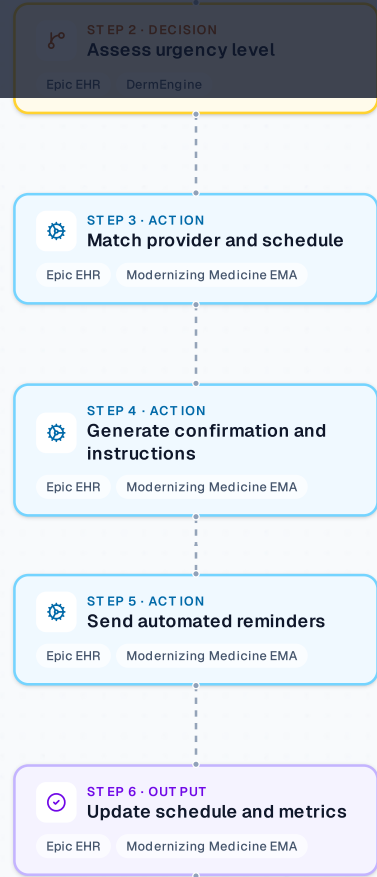 STEP 2 · DECISION
Assess urgency level
Epic EHR DermEngine
STEP 3 · ACTION
Match provider and schedule
Epic EHR Modernizing Medicine EMA
STEP 4 · ACTION
Generate confirmation and
instructions
Epic EHR Modernizing Medicine EMA
STEP 5 · ACTION
Send automated reminders
Epic EHR Modernizing Medicine EMA
STEP 6 · OUTPUT
Update schedule and metrics
Epic EHR Modernizing Medicine EMA